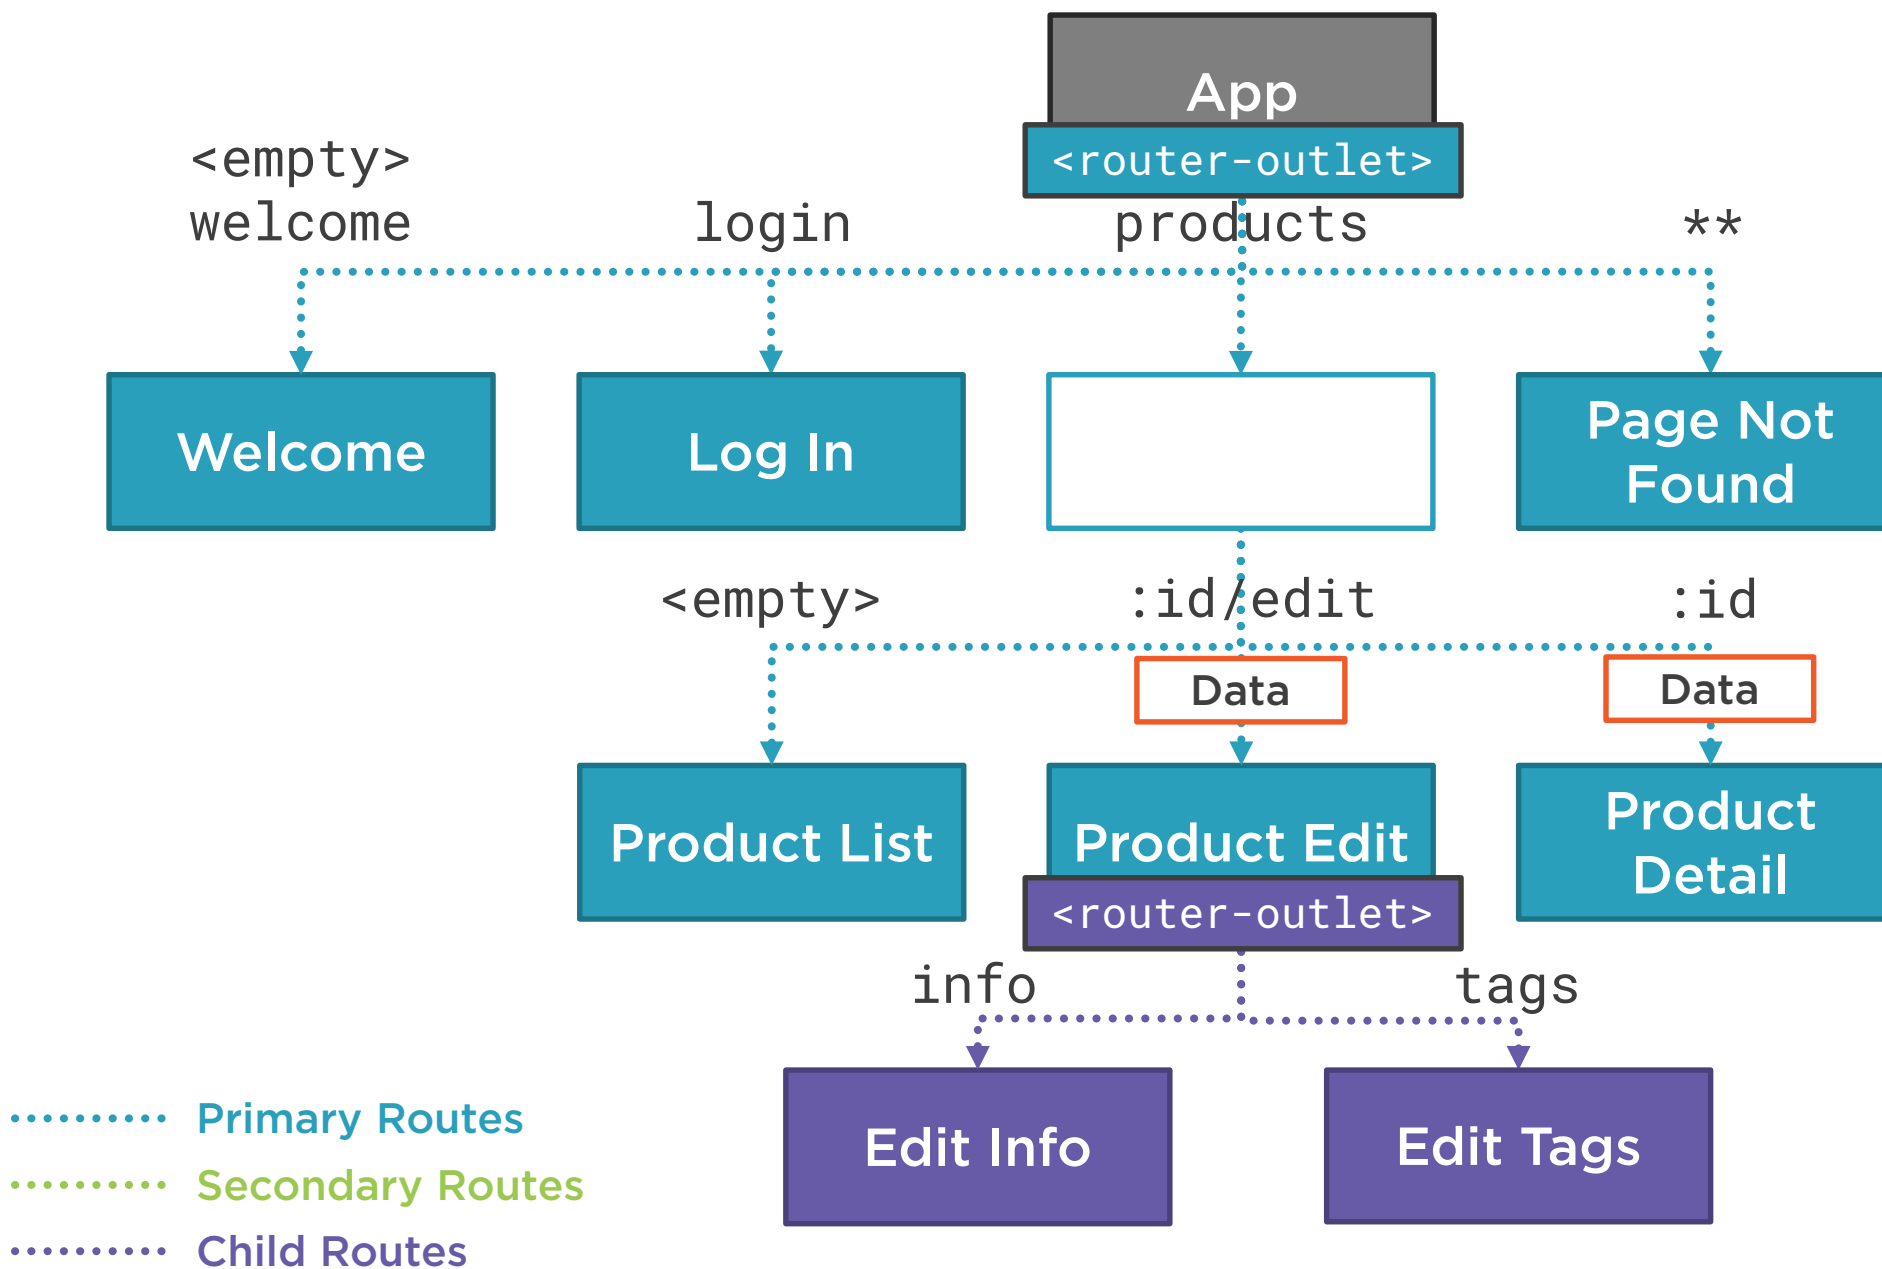 App
<router-outlet>
<empty>
welcome
login
products
**
Welcome
Log In
Page Not
Found
<empty>
:id/edit
:id
Data
Data
Product List
Product Edit
<router-outlet>
Product
Detail
info
tags
Edit Info
Edit Tags
Primary Routes
Secondary Routes
Child Routes